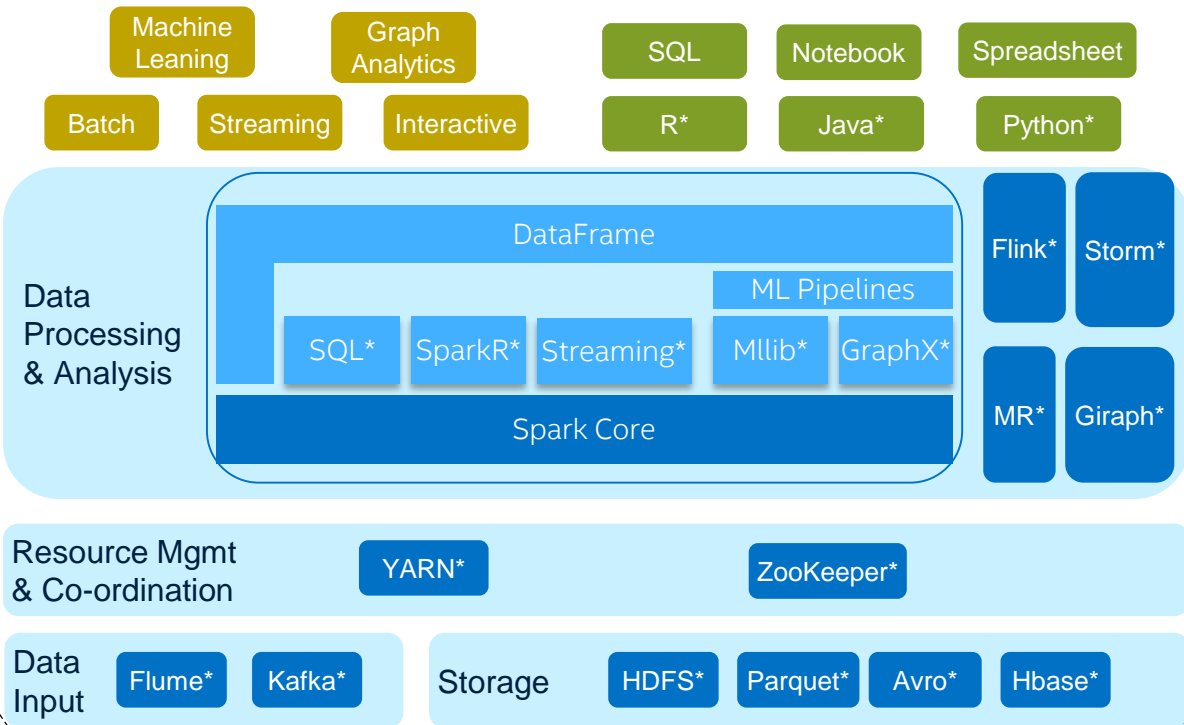 Machine
Leaning
Graph
Analytics
SQL
Notebook
Spreadsheet
Batch
Streaming
Interactive
R*
Java*
Python*
Data
Processing
& Analysis
DataFrame
ML Pipelines
SQL*
SparkR*
Streaming*
Mllib*
GraphX*
Spark Core
Flink*
Storm*
MR*
Giraph*
Resource Mgmt
& Co-ordination
YARN*
ZooKeeper*
Data
Input
Flume*
Kafka*
Storage
HDFS*
Parquet*
Avro*
Hbase*